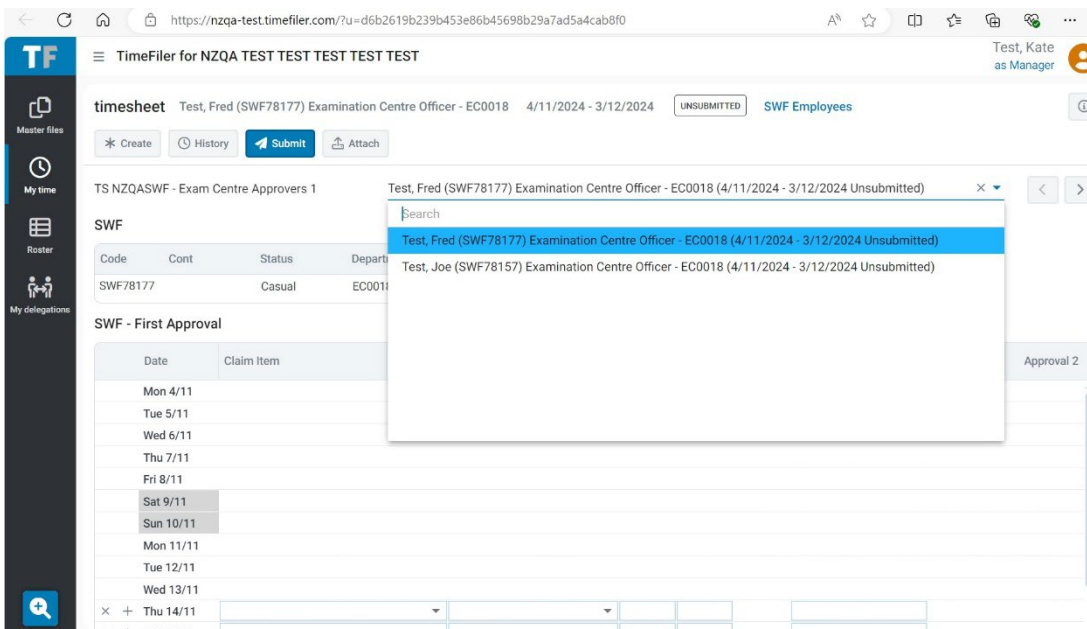 https://nzqa-test.timefiler.com/?u=d6b2619b239b453e86b45698b29a7ad5a4cab8f0
TF
TimeFiler for NZQA TEST TEST TEST TEST TEST
Test, Kate
as Manager
Master files
My time
Roster
My delegations
timesheet Test, Fred (SWF78177) Examination Centre Officer - EC0018 4/11/2024 - 3/12/2024 UNSUBMITTED SWF Employees
Create History Submit Attach
TS NZQASWF - Exam Centre Approvers 1 Test, Fred (SWF78177) Examination Centre Officer - EC0018 (4/11/2024 - 3/12/2024 Unsubmitted)
Search
Test, Fred (SWF78177) Examination Centre Officer - EC0018 (4/11/2024 - 3/12/2024 Unsubmitted)
Test, Joe (SWF78157) Examination Centre Officer - EC0018 (4/11/2024 - 3/12/2024 Unsubmitted)
SWF
Code Cont Status
SWF78177 Casual
SWF - First Approval
Date Claim Item Approval 2
Mon 4/11
Tue 5/11
Wed 6/11
Thu 7/11
Fri 8/11
Sat 9/11
Sun 10/11
Mon 11/11
Tue 12/11
Wed 13/11
Thu 14/11